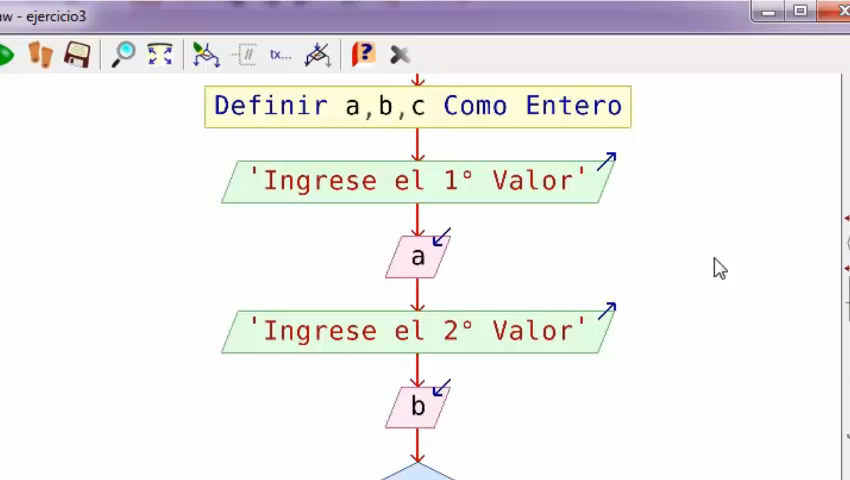 aw - ejercicio3
tx...
Definir a,b,c Como Entero
'Ingrese el 1° Valor'
a
'Ingrese el 2° Valor'
b